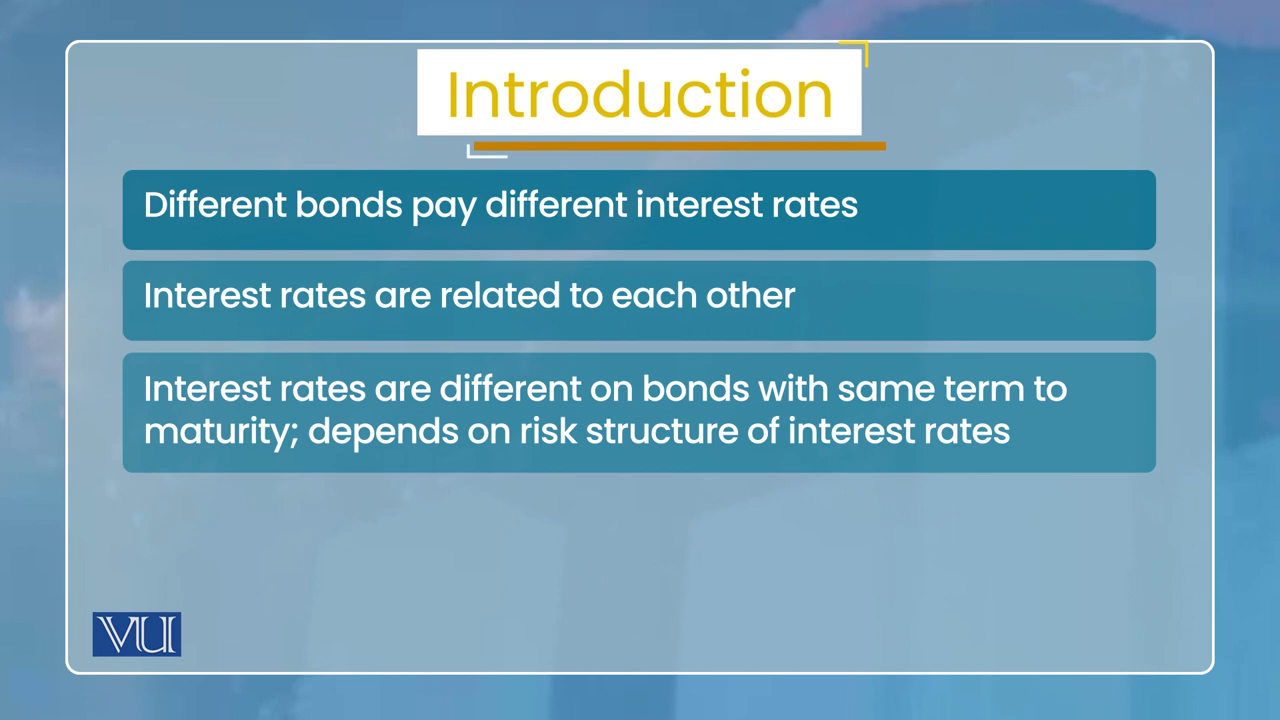 Introduction
Different bonds pay different interest rates
Interest rates are related to each other
Interest rates are different on bonds with same term to
maturity; depends on risk structure of interest rates
VU